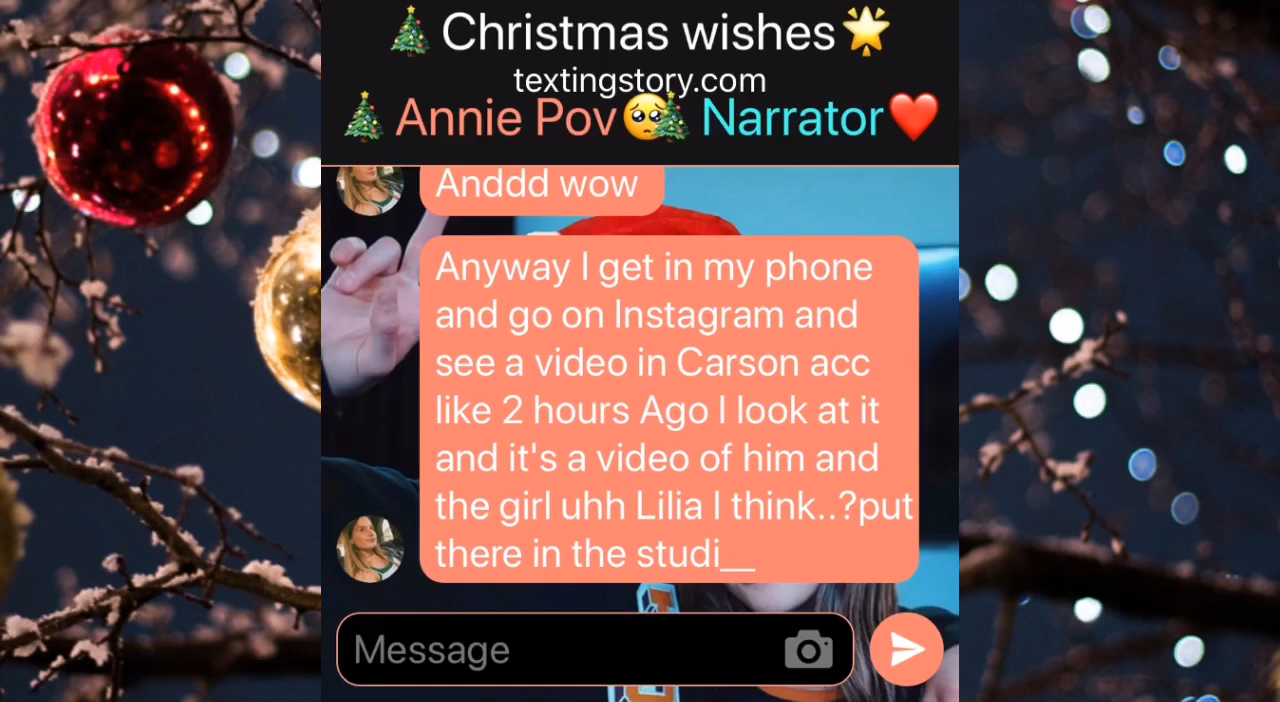 🎄Christmas wishes🌟
textingstory.com
🎄Annie Pov🥺🎄Narrator❤️
Anddd wow
Anyway I get in my phone
and go on Instagram and
see a video in Carson acc
like 2 hours Ago I look at it
and it's a video of him and
the girl uhh Lilia I think..?put
there in the studi__
Message